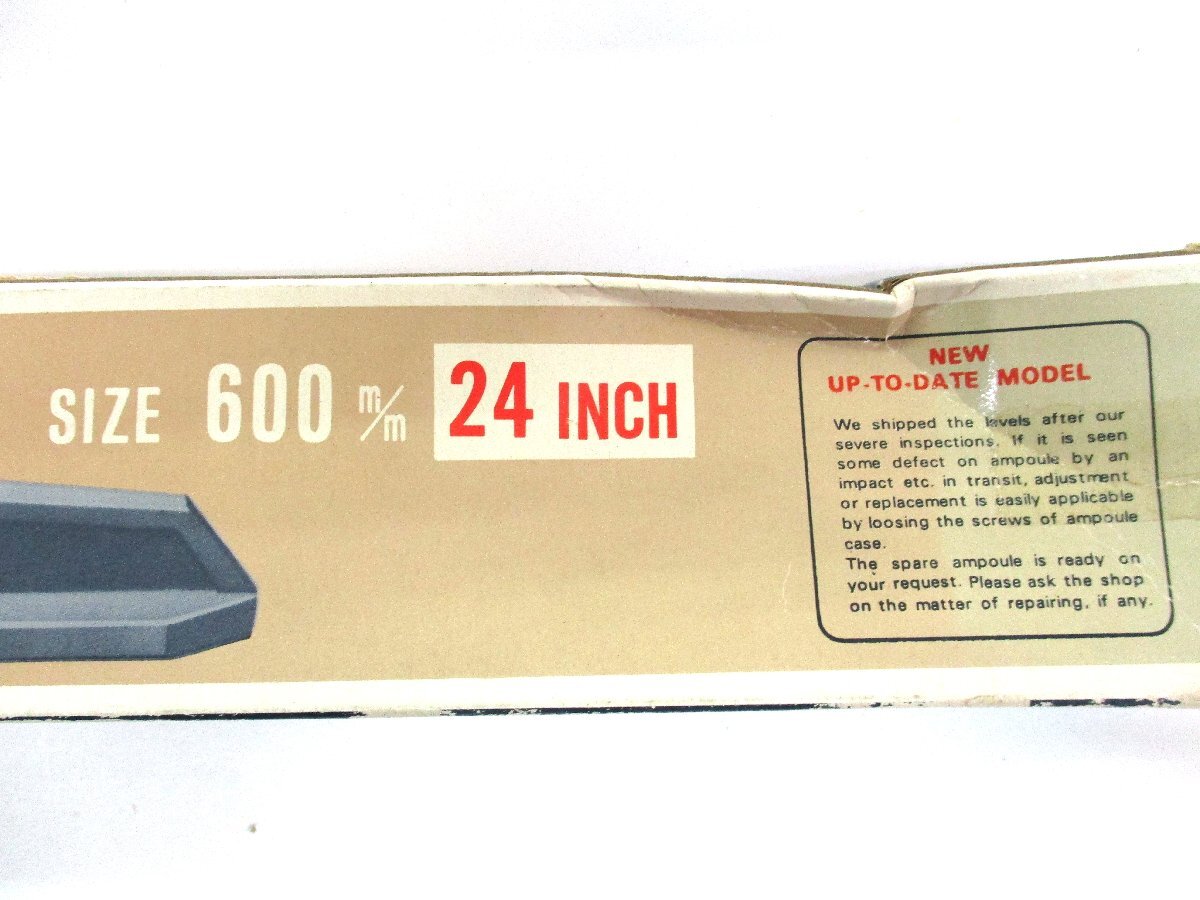 SIZE 600 m/m 24 INCH
NEW
UP-TO-DATE MODEL
We shipped the levels after our
severe inspections. If it is seen
some defect on ampoule by an
impact etc. in transit, adjustment
or replacement is easily applicable
by loosing the screws of ampoule
case.
The spare ampoule is ready on
your request. Please ask the shop
on the matter of repairing, if any.